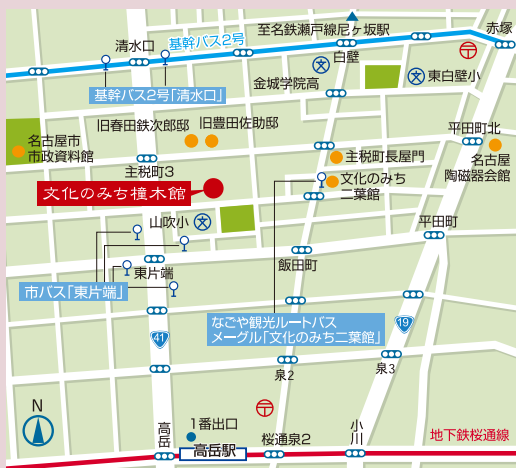 至名鉄瀬戸線尼ヶ坂駅
赤塚
清水口
基幹バス2号
白壁
金城学院高
文
文
東白壁小
基幹バス2号「清水口」
旧春田鉄次郎邸
旧豊田佐助邸
平田町北
名古屋市
市政資料館
主税町3
主税町長屋門
名古屋
陶磁器会館
文化のみち橦木館
文化のみち
二葉館
山吹小
文
平田町
東片端
飯田町
市バス「東片端」
なごや観光ルートバス
メーグル「文化のみち二葉館」
19
41
泉2
泉3
N
高岳
1番出口
高岳駅
桜通泉2
小川
地下鉄桜通線